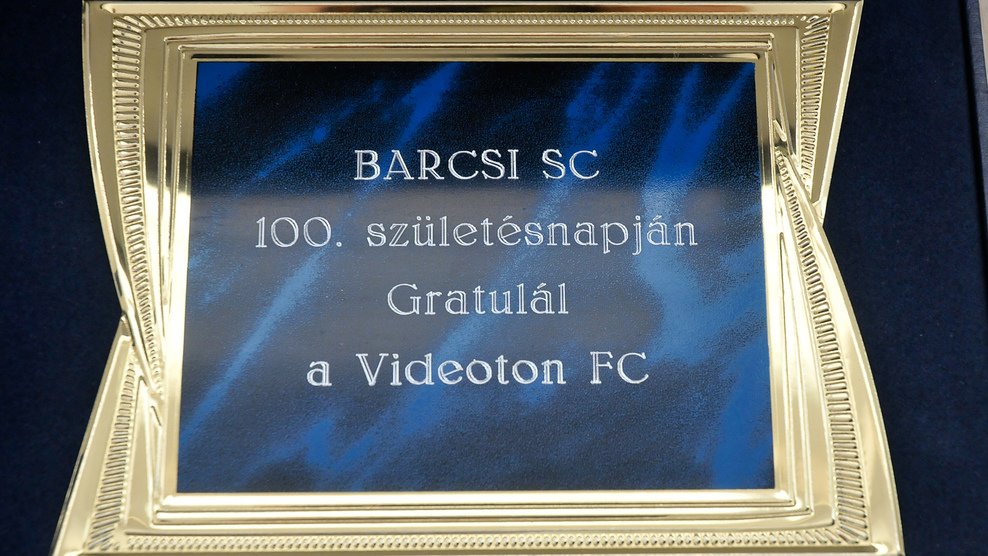 BARCSI SC
100. születésnapján
Gratulál
a Videoton FC